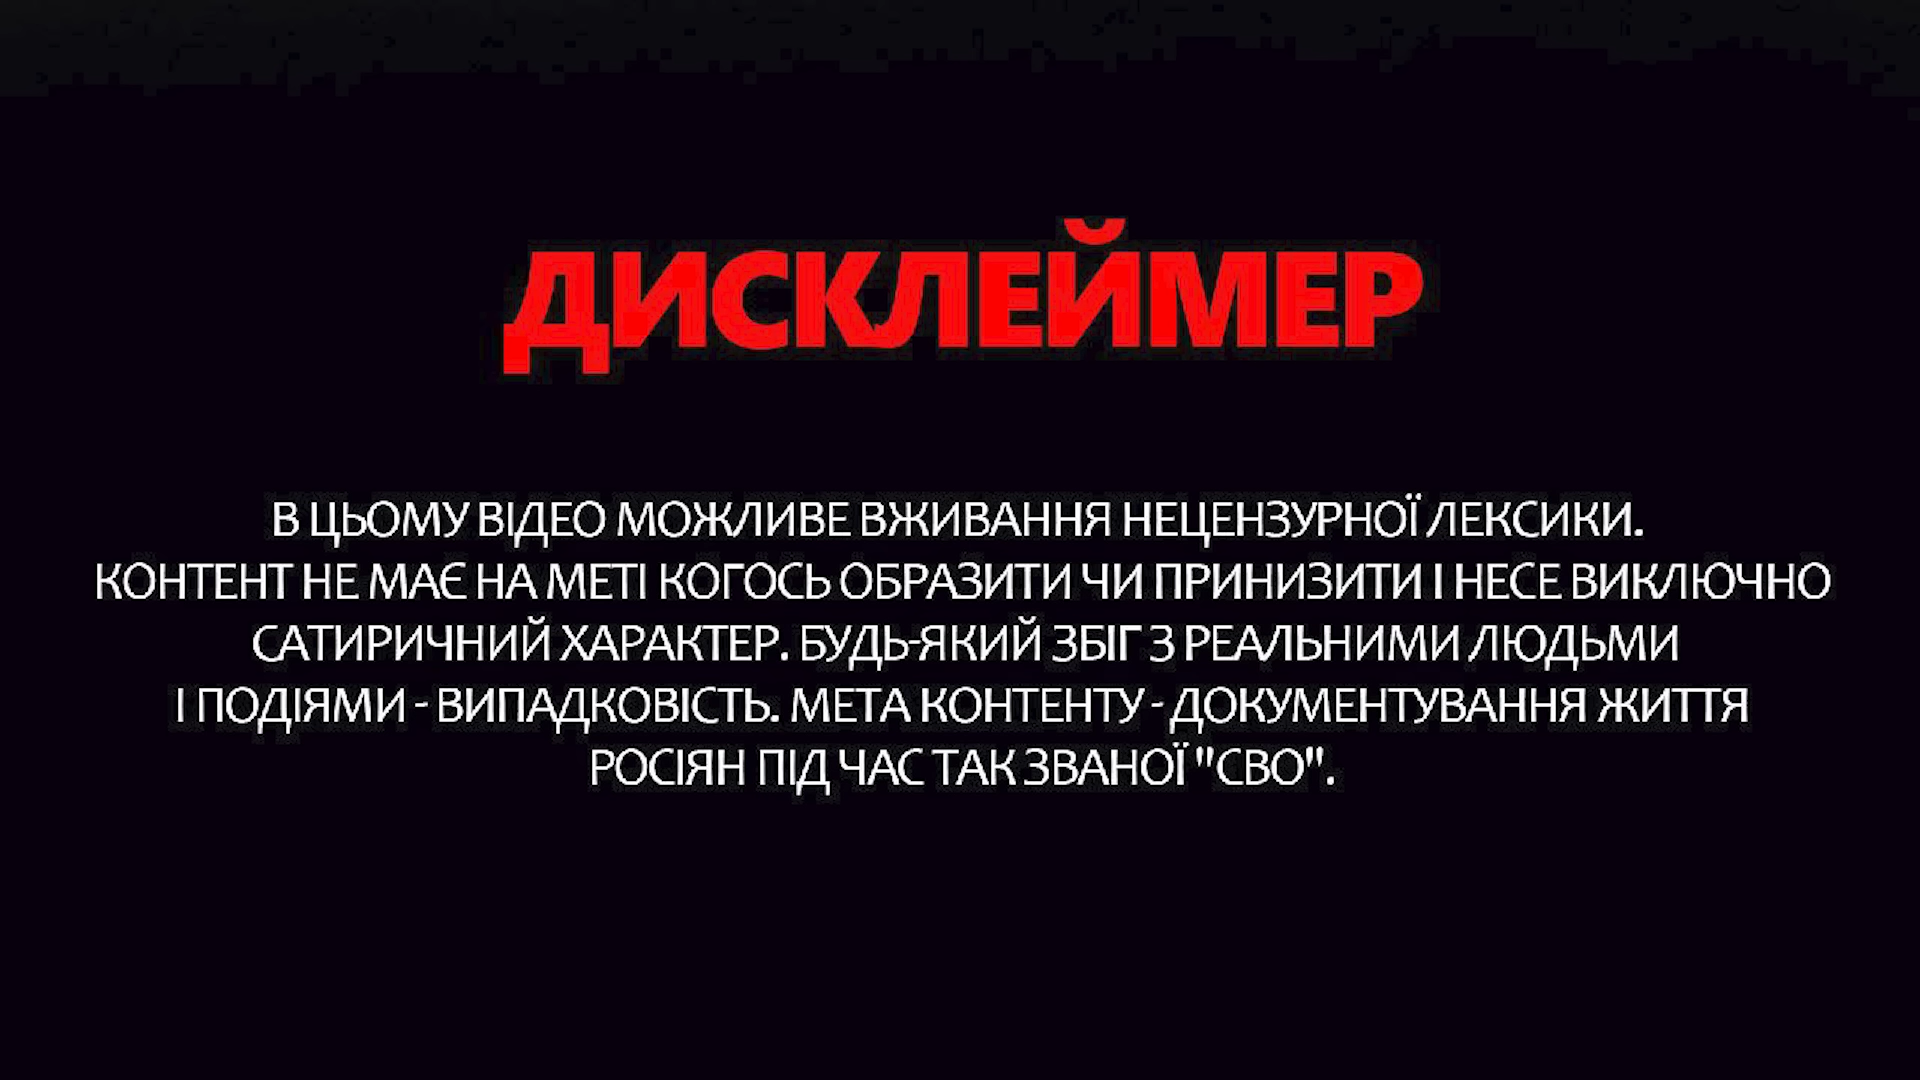 ДИСКЛЕЙМЕР
В ЦЬОМУ ВІДЕО МОЖЛИВЕ ВЖИВАННЯ НЕЦЕНЗУРНОЇ ЛЕКСИКИ.
КОНТЕНТ НЕ МАЄ НА МЕТІ КОГОСЬ ОБРАЗИТИ ЧИ ПРИНИЗИТИ І НЕСЕ ВИКЛЮЧНО
САТИРИЧНИЙ ХАРАКТЕР. БУДЬ-ЯКИЙ ЗБІГ З РЕАЛЬНИМИ ЛЮДЬМИ
І ПОДІЯМИ - ВИПАДКОВІСТЬ. МЕТА КОНТЕНТУ - ДОКУМЕНТУВАННЯ ЖИТТЯ
РОСІЯН ПІД ЧАС ТАК ЗВАНОЇ "СВО".